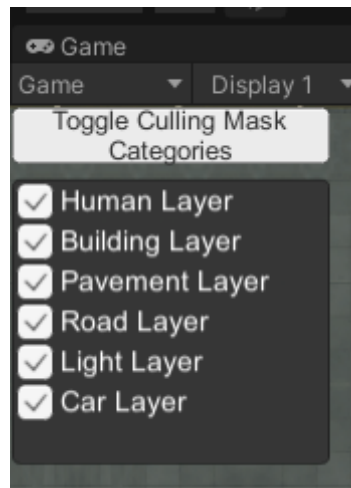 Game
Game Display 1
Toggle Culling Mask
Categories
Human Layer
Building Layer
Pavement Layer
Road Layer
Light Layer
Car Layer